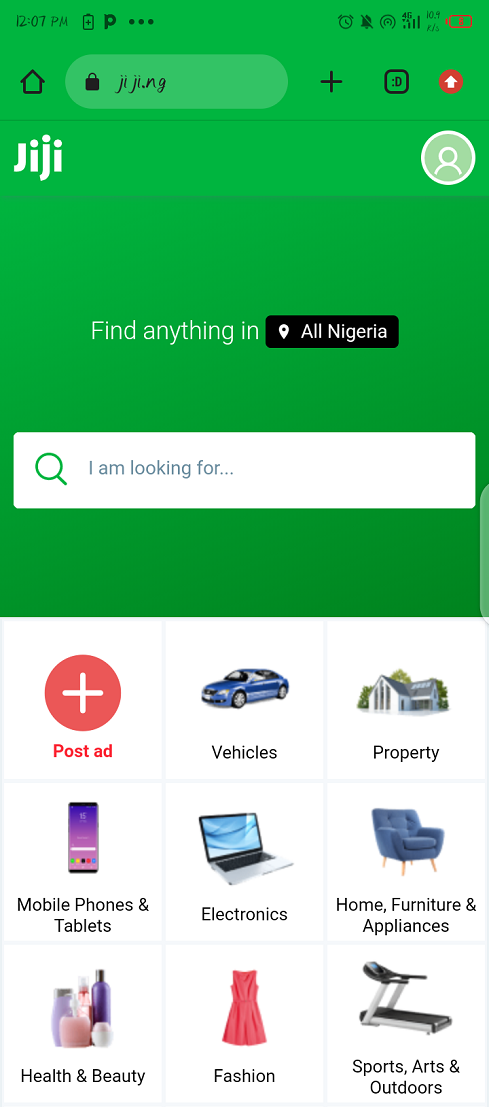 12:07 PM
4G 10.9 K/s
jiji.ng
:D
Jiji
Find anything in All Nigeria
I am looking for...
Post ad
Vehicles
Property
Mobile Phones &
Tablets
Electronics
Home, Furniture &
Appliances
Health & Beauty
Fashion
Sports, Arts &
Outdoors